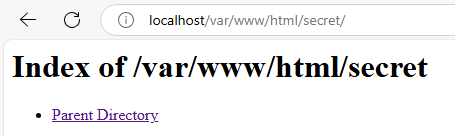 localhost/var/www/html/secret/
Index of /var/www/html/secret
Parent Directory